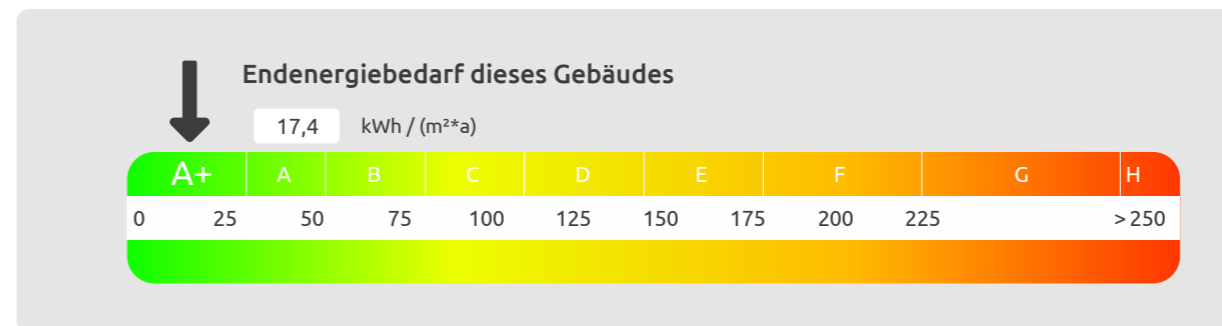 Endenergiebedarf dieses Gebäudes
17,4 kWh / (m²*a)
A+ A B C D E F G H
0 25 50 75 100 125 150 175 200 225 > 250